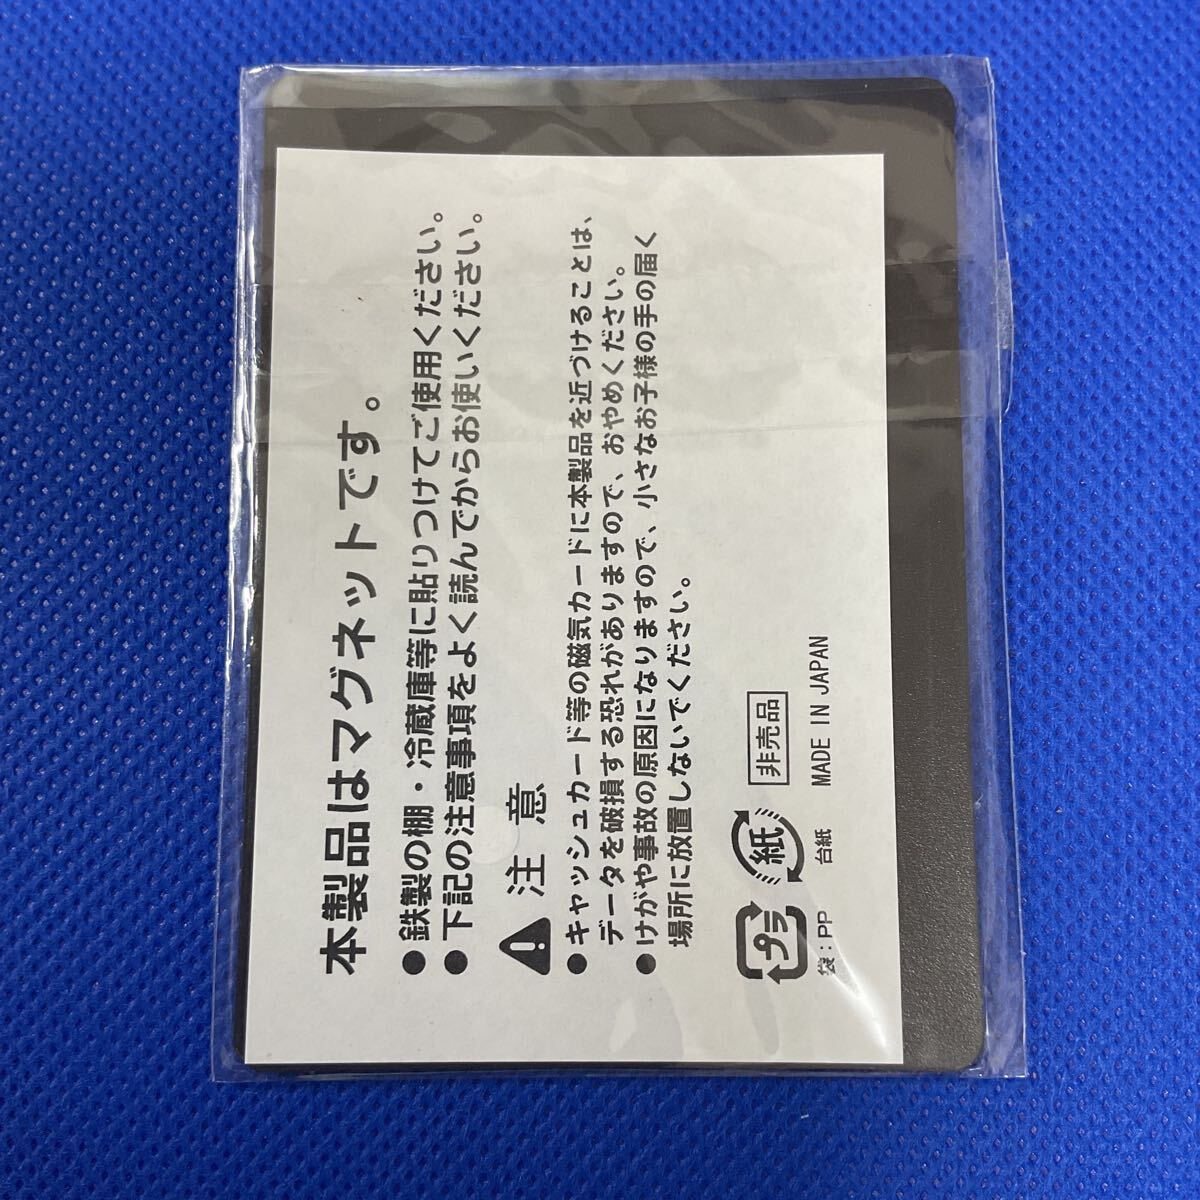 本製品はマグネットです。
●鉄製の棚・冷蔵庫等に貼りつけてご使用ください。
●下記の注意事項をよく読んでからお使いください。
注意
●キャッシュカード等の磁気カードに本製品を近づけることは、
データを破損する恐れがありますので、おやめください。
●けがや事故の原因になりますので、小さなお子様の手の届く
場所に放置しないでください。
プラ
袋：PP
紙
台紙
非売品
MADE IN JAPAN